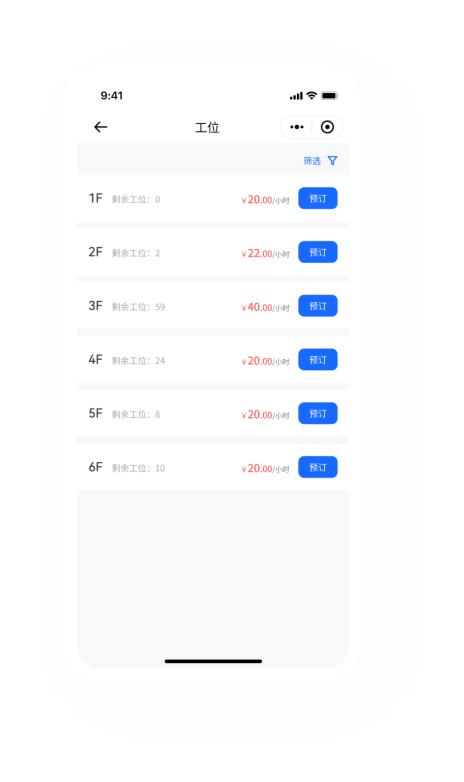 9:41
工位
筛选
1F 剩余工位：0 ¥20.00/小时 预订
2F 剩余工位：2 ¥22.00/小时 预订
3F 剩余工位：59 ¥40.00/小时 预订
4F 剩余工位：24 ¥20.00/小时 预订
5F 剩余工位：8 ¥20.00/小时 预订
6F 剩余工位：10 ¥20.00/小时 预订